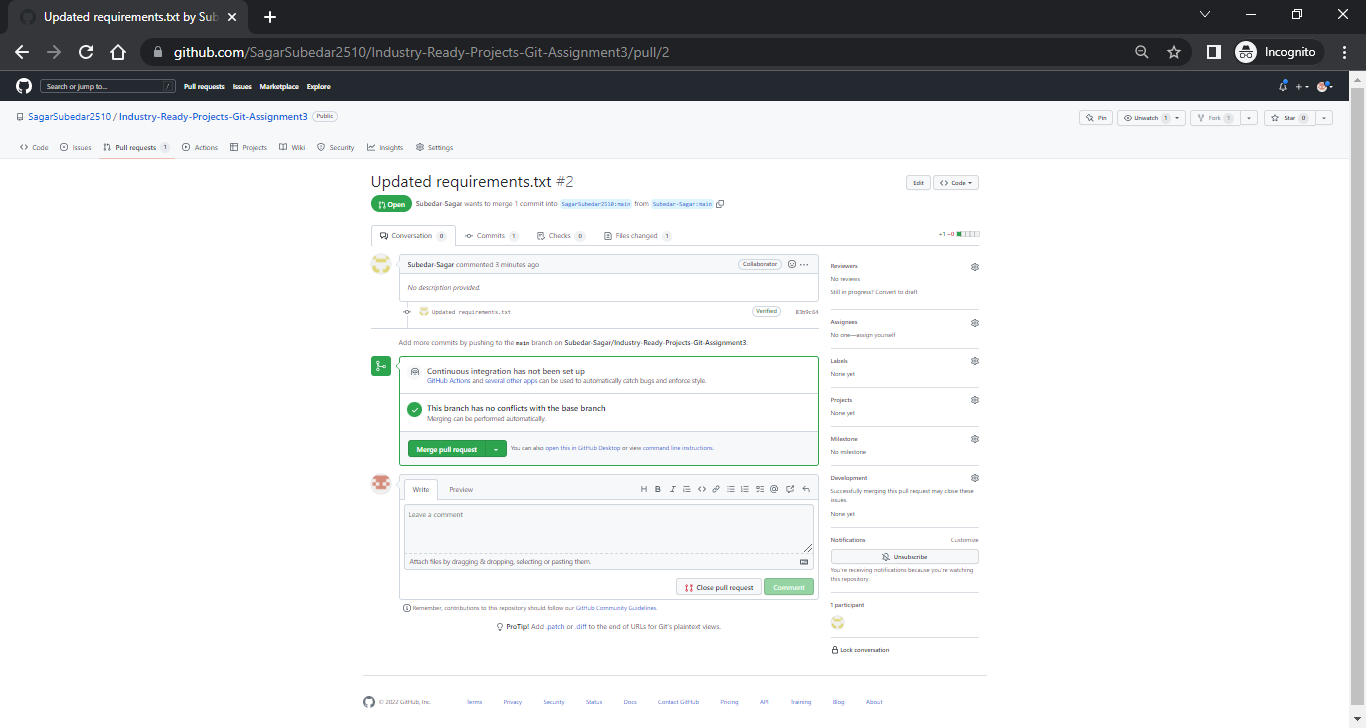 Updated requirements.txt by Sub
github.com/SagarSubedar2510/Industry-Ready-Projects-Git-Assignment3/pull/2
Incognito
Search or jump to... /
Pull requests Issues Marketplace Explore
SagarSubedar2510 / Industry-Ready-Projects-Git-Assignment3 Public
Pin Unwatch 1 Fork 1 Star 0
Code Issues Pull requests 1 Actions Projects Wiki Security Insights Settings
Updated requirements.txt #2
Edit Code
Open Subedar-Sagar wants to merge 1 commit into SagarSubedar2510:main from Subedar-Sagar:main
Conversation 0 Commits 1 Checks 0 Files changed 1
+1 −0
Subedar-Sagar commented 3 minutes ago
Collaborator
No description provided.
Updated requirements.txt
Verified 83b9c64
Add more commits by pushing to the main branch on Subedar-Sagar/Industry-Ready-Projects-Git-Assignment3.
Continuous integration has not been set up
GitHub Actions and several other apps can be used to automatically catch bugs and enforce style.
This branch has no conflicts with the base branch
Merging can be performed automatically.
Merge pull request
You can also open this in GitHub Desktop or view command line instructions.
Write Preview
Leave a comment
Attach files by dragging & dropping, selecting or pasting them.
Close pull request Comment
Remember, contributions to this repository should follow our GitHub Community Guidelines.
ProTip! Add .patch or .diff to the end of URLs for Git's plaintext views.
Reviewers
No reviews
Still in progress? Convert to draft
Assignees
No one—assign yourself
Labels
None yet
Projects
None yet
Milestone
No milestone
Development
Successfully merging this pull request may close these
issues.
None yet
Notifications Customize
Unsubscribe
You're receiving notifications because you're watching
this repository.
1 participant
Lock conversation
© 2022 GitHub, Inc. Terms Privacy Security Status Docs Contact GitHub Pricing API Training Blog About